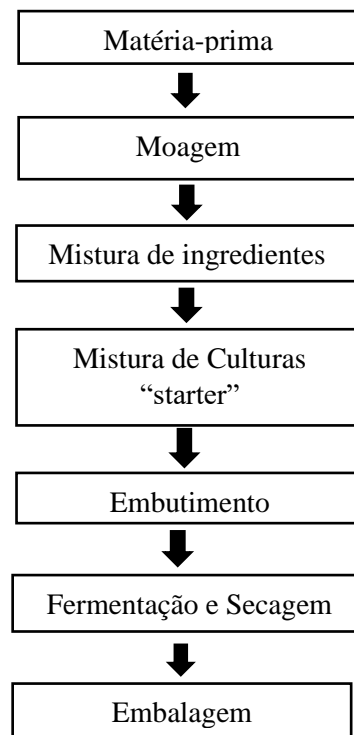 Matéria-prima
Moagem
Mistura de ingredientes
Mistura de Culturas
“starter”
Embutimento
Fermentação e Secagem
Embalagem